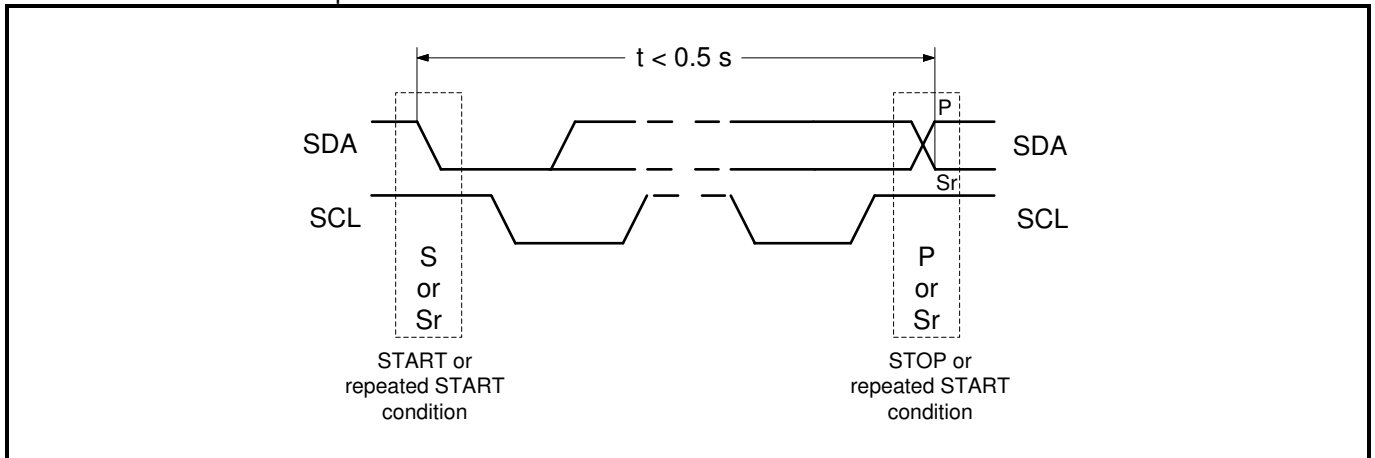 t < 0.5 s
P
SDA
SDA
Sr
SCL
SCL
S
or
Sr
P
or
Sr
START or
repeated START
condition
STOP or
repeated START
condition